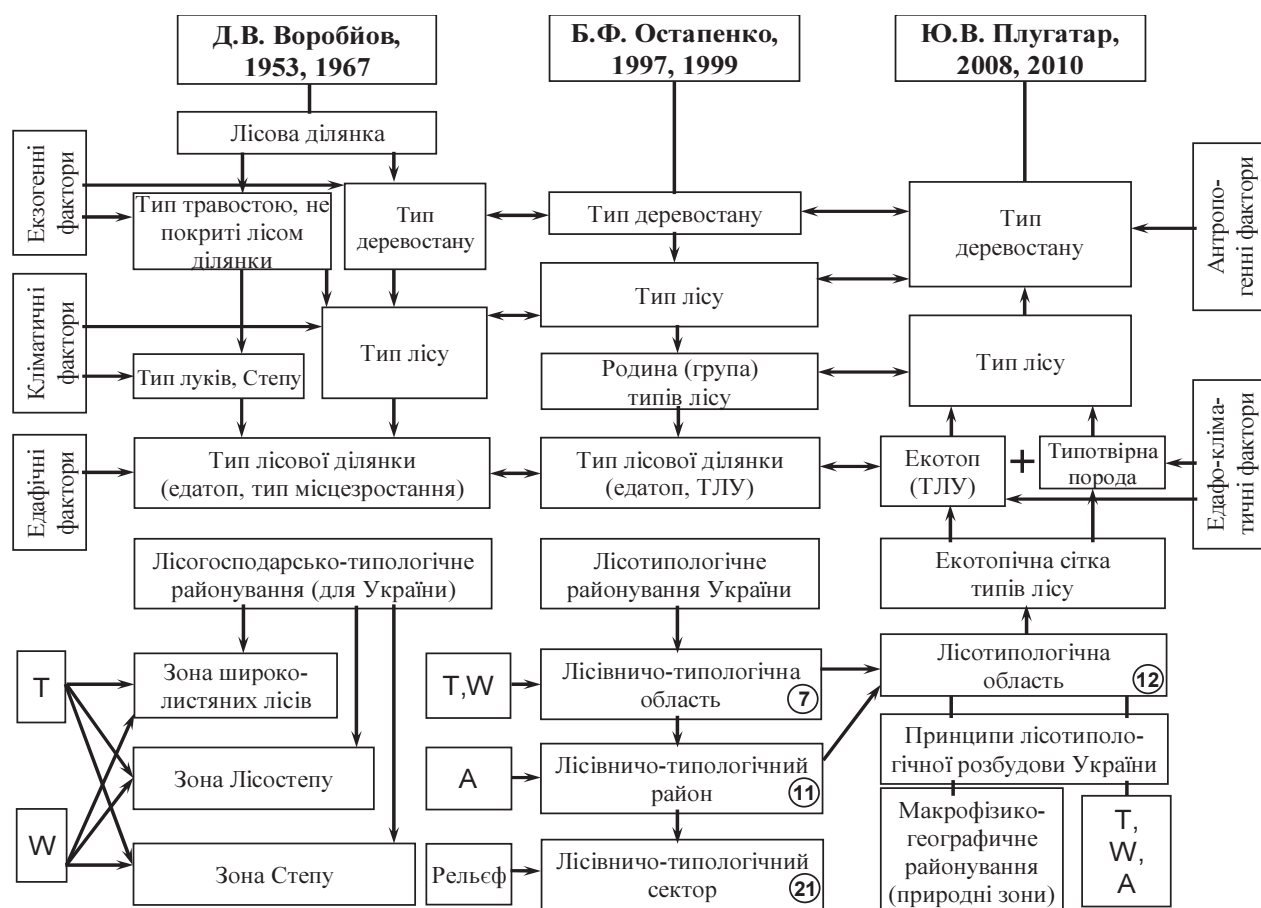 Д.В. Воробйов,
1953, 1967
Б.Ф. Остапенко,
1997, 1999
Ю.В. Плугатар,
2008, 2010
Лісова ділянка
Екзогенні
фактори
Тип травостою, не
покриті лісом
ділянки
Тип
деревостану
Тип деревостану
Тип
деревостану
Антропо-
генні фактори
Кліматичні
фактори
Тип лісу
Тип лісу
Тип луків, Степу
Родина (група)
типів лісу
Тип лісу
Едафічні
фактори
Тип лісової ділянки
(едатоп, тип місцезростання)
Тип лісової ділянки
(едатоп, ТЛУ)
Екотоп
(ТЛУ)
+
Типотвірна
порода
Едафо-кліма-
тичні фактори
Лісогосподарсько-типологічне
районування (для України)
Лісотипологічне
районування України
Екотопічна сітка
типів лісу
T
Зона широко-
листяних лісів
T,W
Лісівничо-типологічна
область
7
Лісотипологічна
область
12
Зона Лісостепу
A
Лісівничо-типологічний
район
11
Принципи лісотиполо-
гічної розбудови України
W
Зона Степу
Рельєф
Лісівничо-типологічний
сектор
21
Макрофізико-
географичне
районування
(природні зони)
T,
W,
A